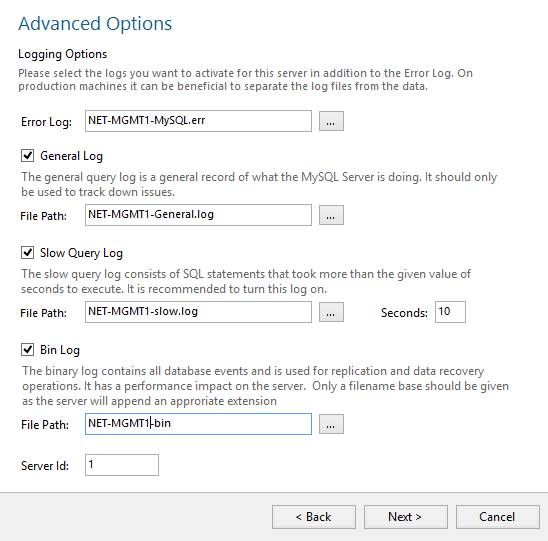 Advanced Options
Logging Options
Please select the logs you want to activate for this server in addition to the Error Log. On
production machines it can be beneficial to separate the log files from the data.
Error Log: NET-MGMT1-MySQL.err ...
General Log
The general query log is a general record of what the MySQL Server is doing. It should only
be used to track down issues.
File Path: NET-MGMT1-General.log ...
Slow Query Log
The slow query log consists of SQL statements that took more than the given value of
seconds to execute. It is recommended to turn this log on.
File Path: NET-MGMT1-slow.log ... Seconds: 10
Bin Log
The binary log contains all database events and is used for replication and data recovery
operations. It has a performance impact on the server.  Only a filename base should be given
as the server will append an approriate extension
File Path: NET-MGMT1-bin ...
Server Id: 1
< Back Next > Cancel